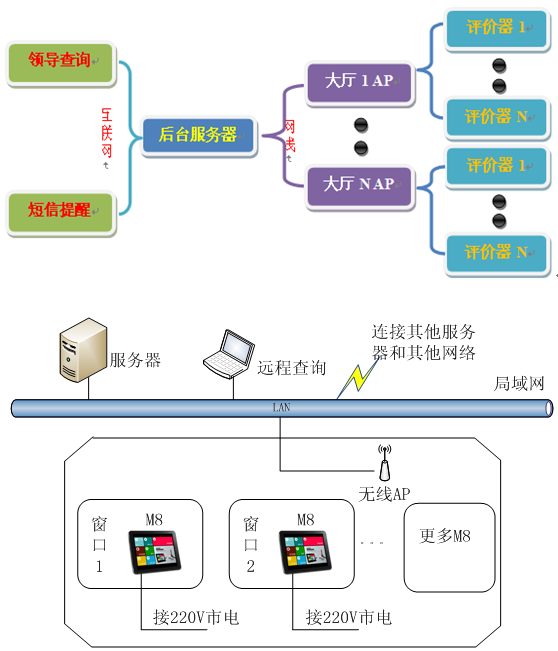 评价器 1
领导查询
大厅 1 AP
评价器 N
互联网
后台服务器
网线
评价器 1
大厅 N AP
短信提醒
评价器 N
连接其他服务
器和其他网络
服务器
远程查询
局域网
LAN
无线AP
窗口1
M8
窗口2
M8
更多M8
接220V市电
接220V市电